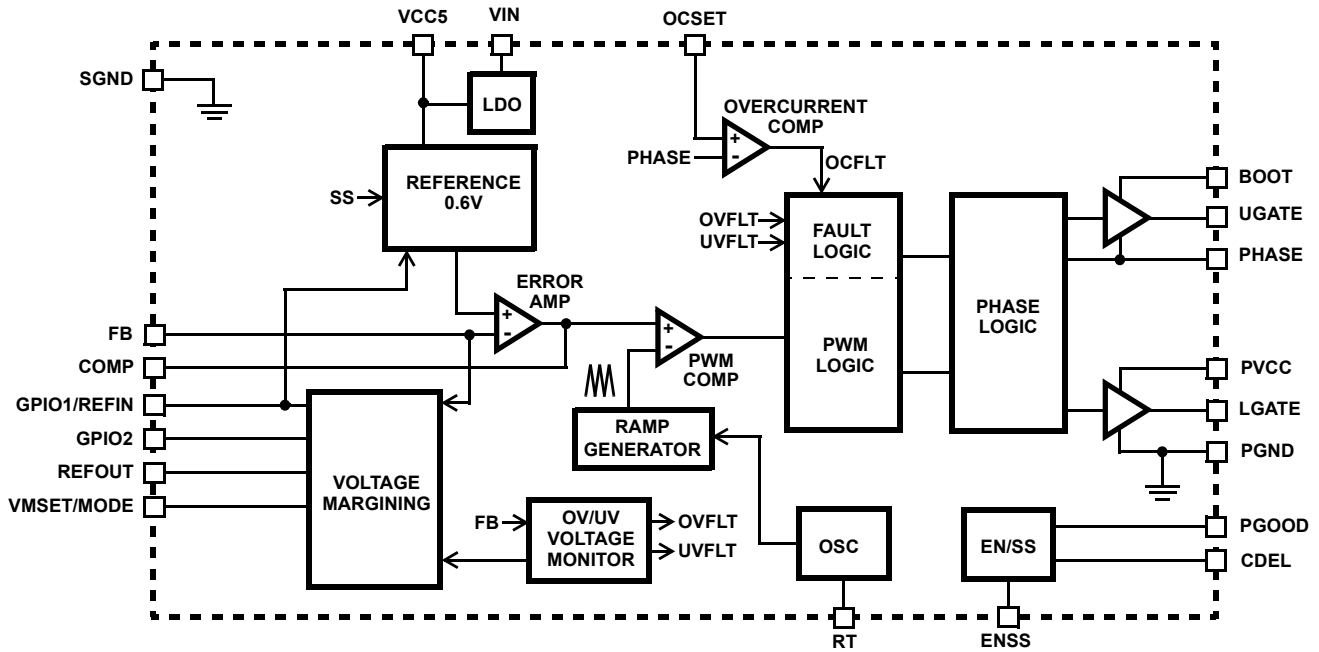 VCC5
VIN
OCSET
SGND
LDO
OVERCURRENT
COMP
+
-
PHASE
OCFLT
REFERENCE
0.6V
SS
OVFLT
UVFLT
FAULT
LOGIC
BOOT
UGATE
PHASE
ERROR
AMP
+
-
FB
COMP
GPIO1/REFIN
GPIO2
REFOUT
VMSET/MODE
+
-
PWM
COMP
PWM
LOGIC
PHASE
LOGIC
PVCC
LGATE
PGND
RAMP
GENERATOR
VOLTAGE
MARGINING
FB
OV/UV
VOLTAGE
MONITOR
OVFLT
UVFLT
OSC
EN/SS
PGOOD
CDEL
RT
ENSS